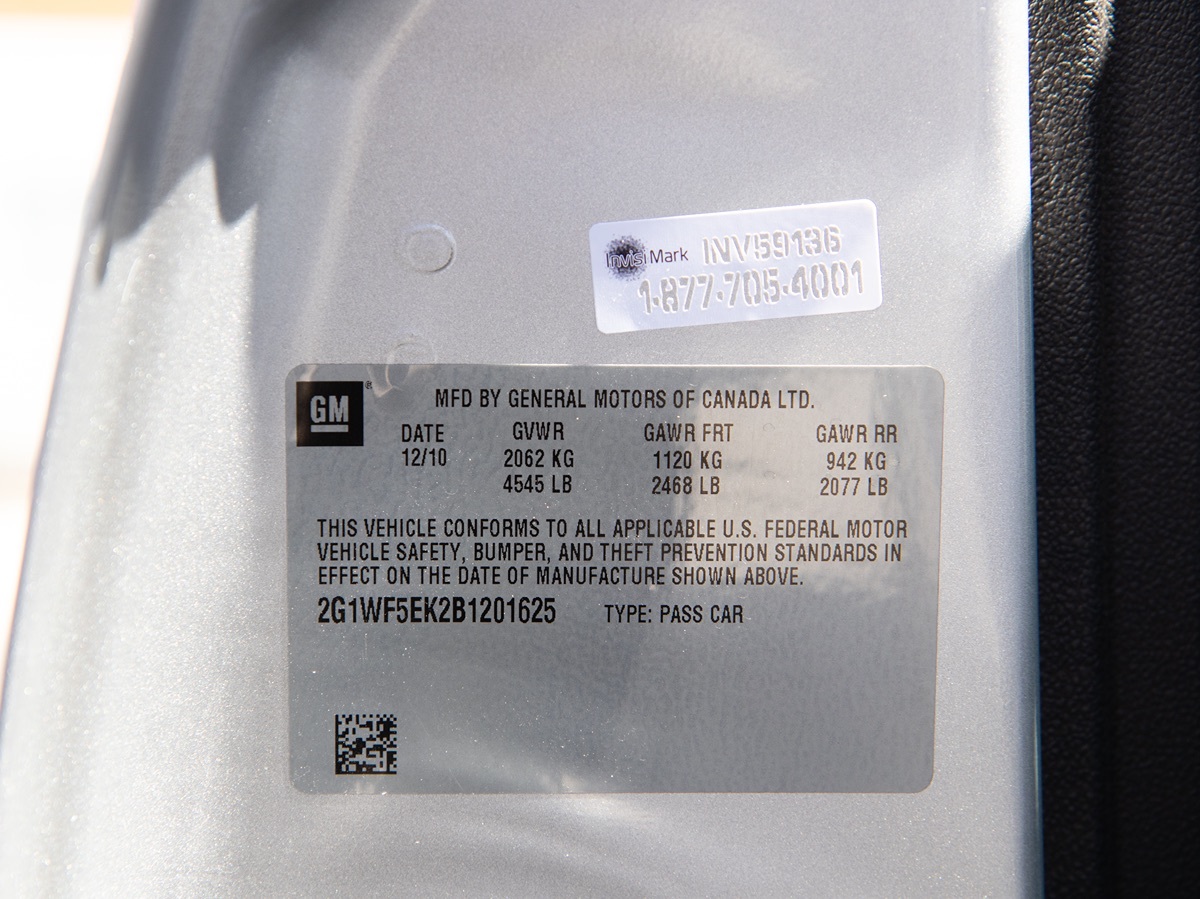 InvisiMark INV59136
1·877·705·4001
GM®
MFD BY GENERAL MOTORS OF CANADA LTD.
DATE GVWR GAWR FRT GAWR RR
12/10 2062 KG 1120 KG 942 KG
4545 LB 2468 LB 2077 LB
THIS VEHICLE CONFORMS TO ALL APPLICABLE U.S. FEDERAL MOTOR
VEHICLE SAFETY, BUMPER, AND THEFT PREVENTION STANDARDS IN
EFFECT ON THE DATE OF MANUFACTURE SHOWN ABOVE.
2G1WF5EK2B1201625 TYPE: PASS CAR